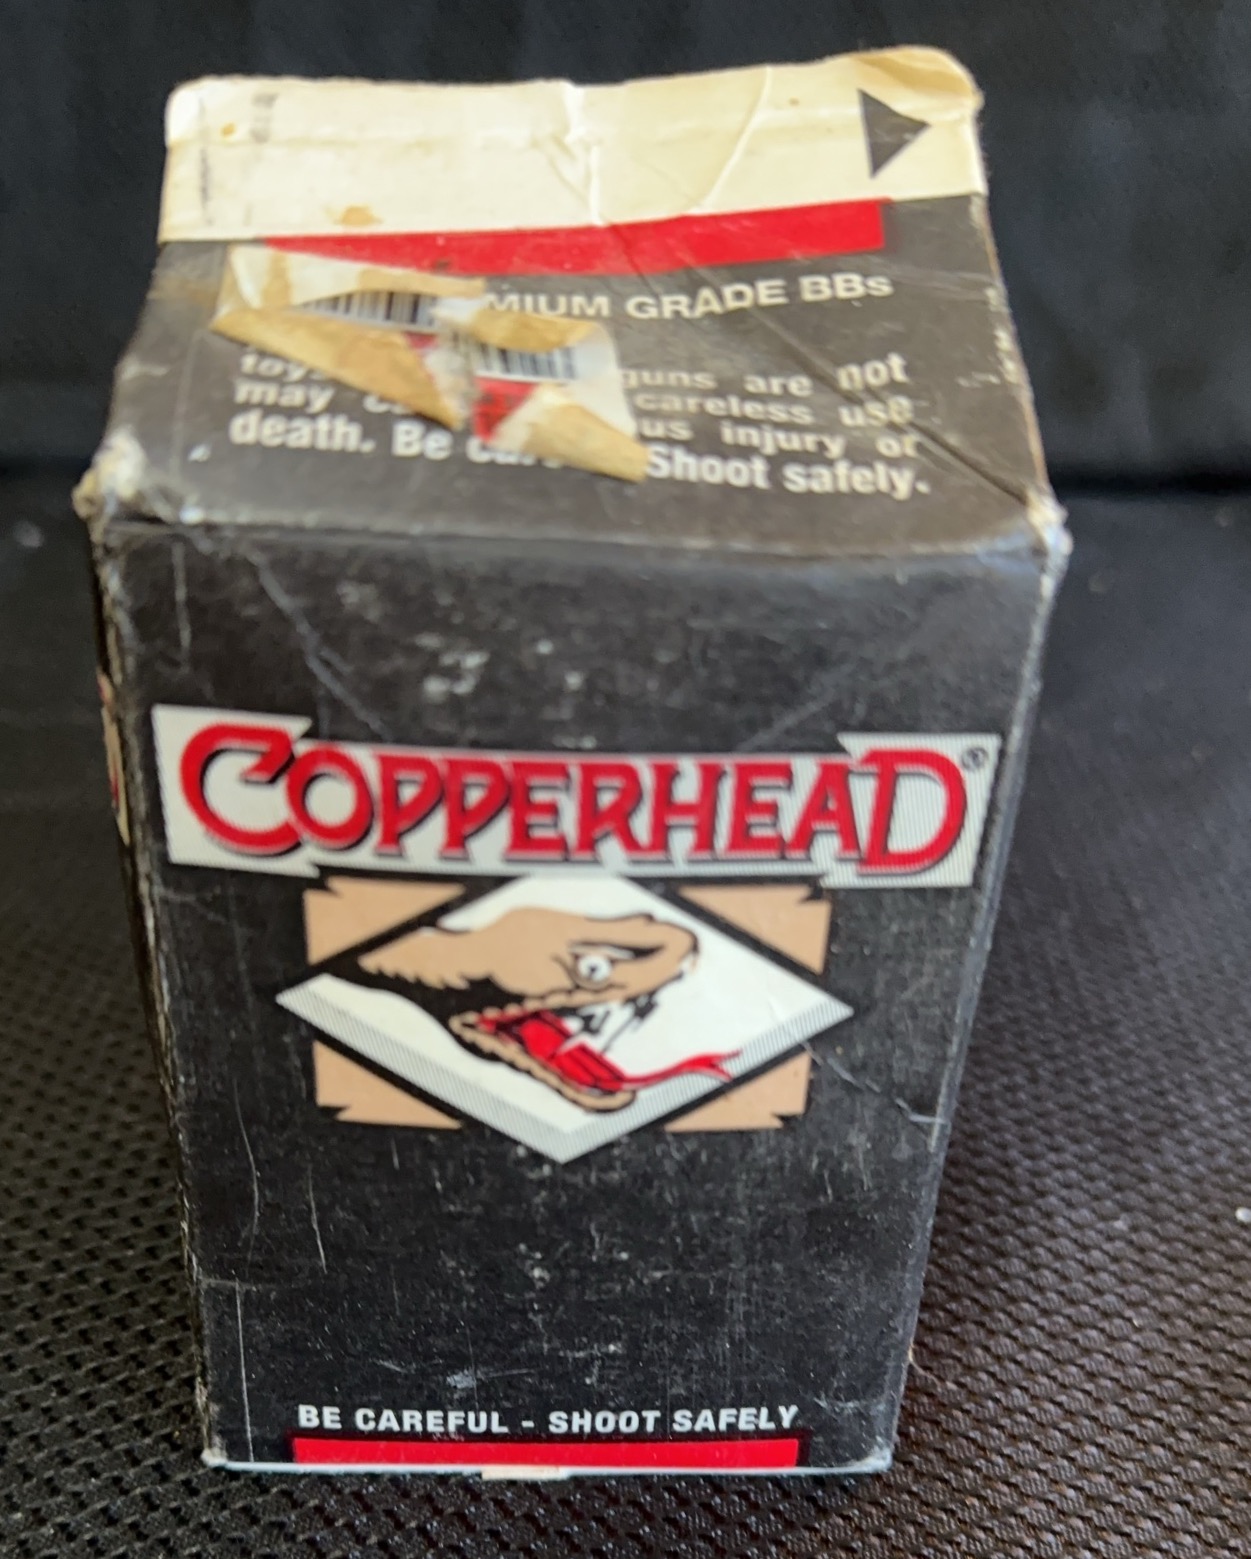 MIUM GRADE BBs
toy guns are not
may careless use
us injury or
death. Be Shoot safely.
COPPERHEAD®
BE CAREFUL - SHOOT SAFELY